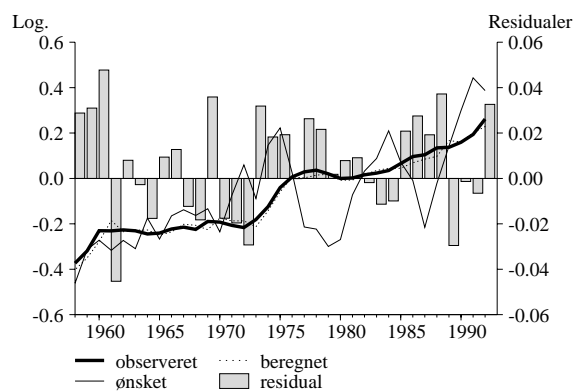 Log. Residualer
0.6 0.06
0.4 0.04
0.2 0.02
0.0 0.00
-0.2 -0.02
-0.4 -0.04
-0.6 -0.06
1960 1965 1970 1975 1980 1985 1990
observeret beregnet
ønsket residual